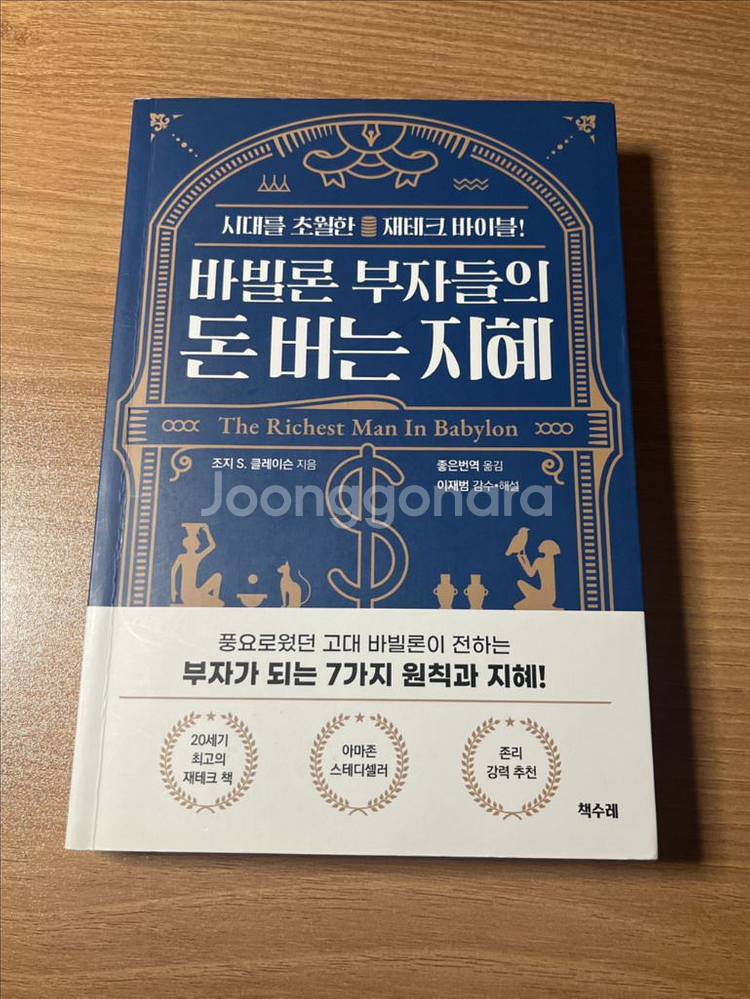 시대를 초월한 재테크 바이블!
바빌론 부자들의
돈 버는 지혜
The Richest Man In Babylon
조지 S. 클레이슨 지음
좋은번역 옮김
이재범 감수•해설
Joonggonara
풍요로웠던 고대 바빌론이 전하는
부자가 되는 7가지 원칙과 지혜!
20세기
최고의
재테크 책
아마존
스테디셀러
존리
강력 추천
책수레